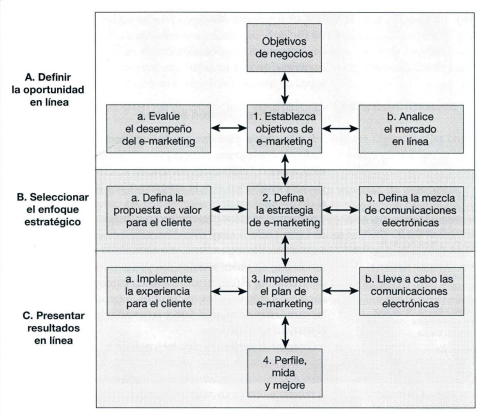 Objetivos
de negocios
A. Definir
la oportunidad
en línea
a. Evalúe
el desempeño
del e-marketing
1. Establezca
objetivos de
e-marketing
b. Analice
el mercado
en línea
B. Seleccionar
el enfoque
estratégico
a. Defina la
propuesta de valor
para el cliente
2. Defina
la estrategia
de e-marketing
b. Defina la mezcla
de comunicaciones
electrónicas
C. Presentar
resultados
en línea
a. Implemente
la experiencia
para el cliente
3. Implemente
el plan de
e-marketing
b. Lleve a cabo las
comunicaciones
electrónicas
4. Perfile,
mida
y mejore